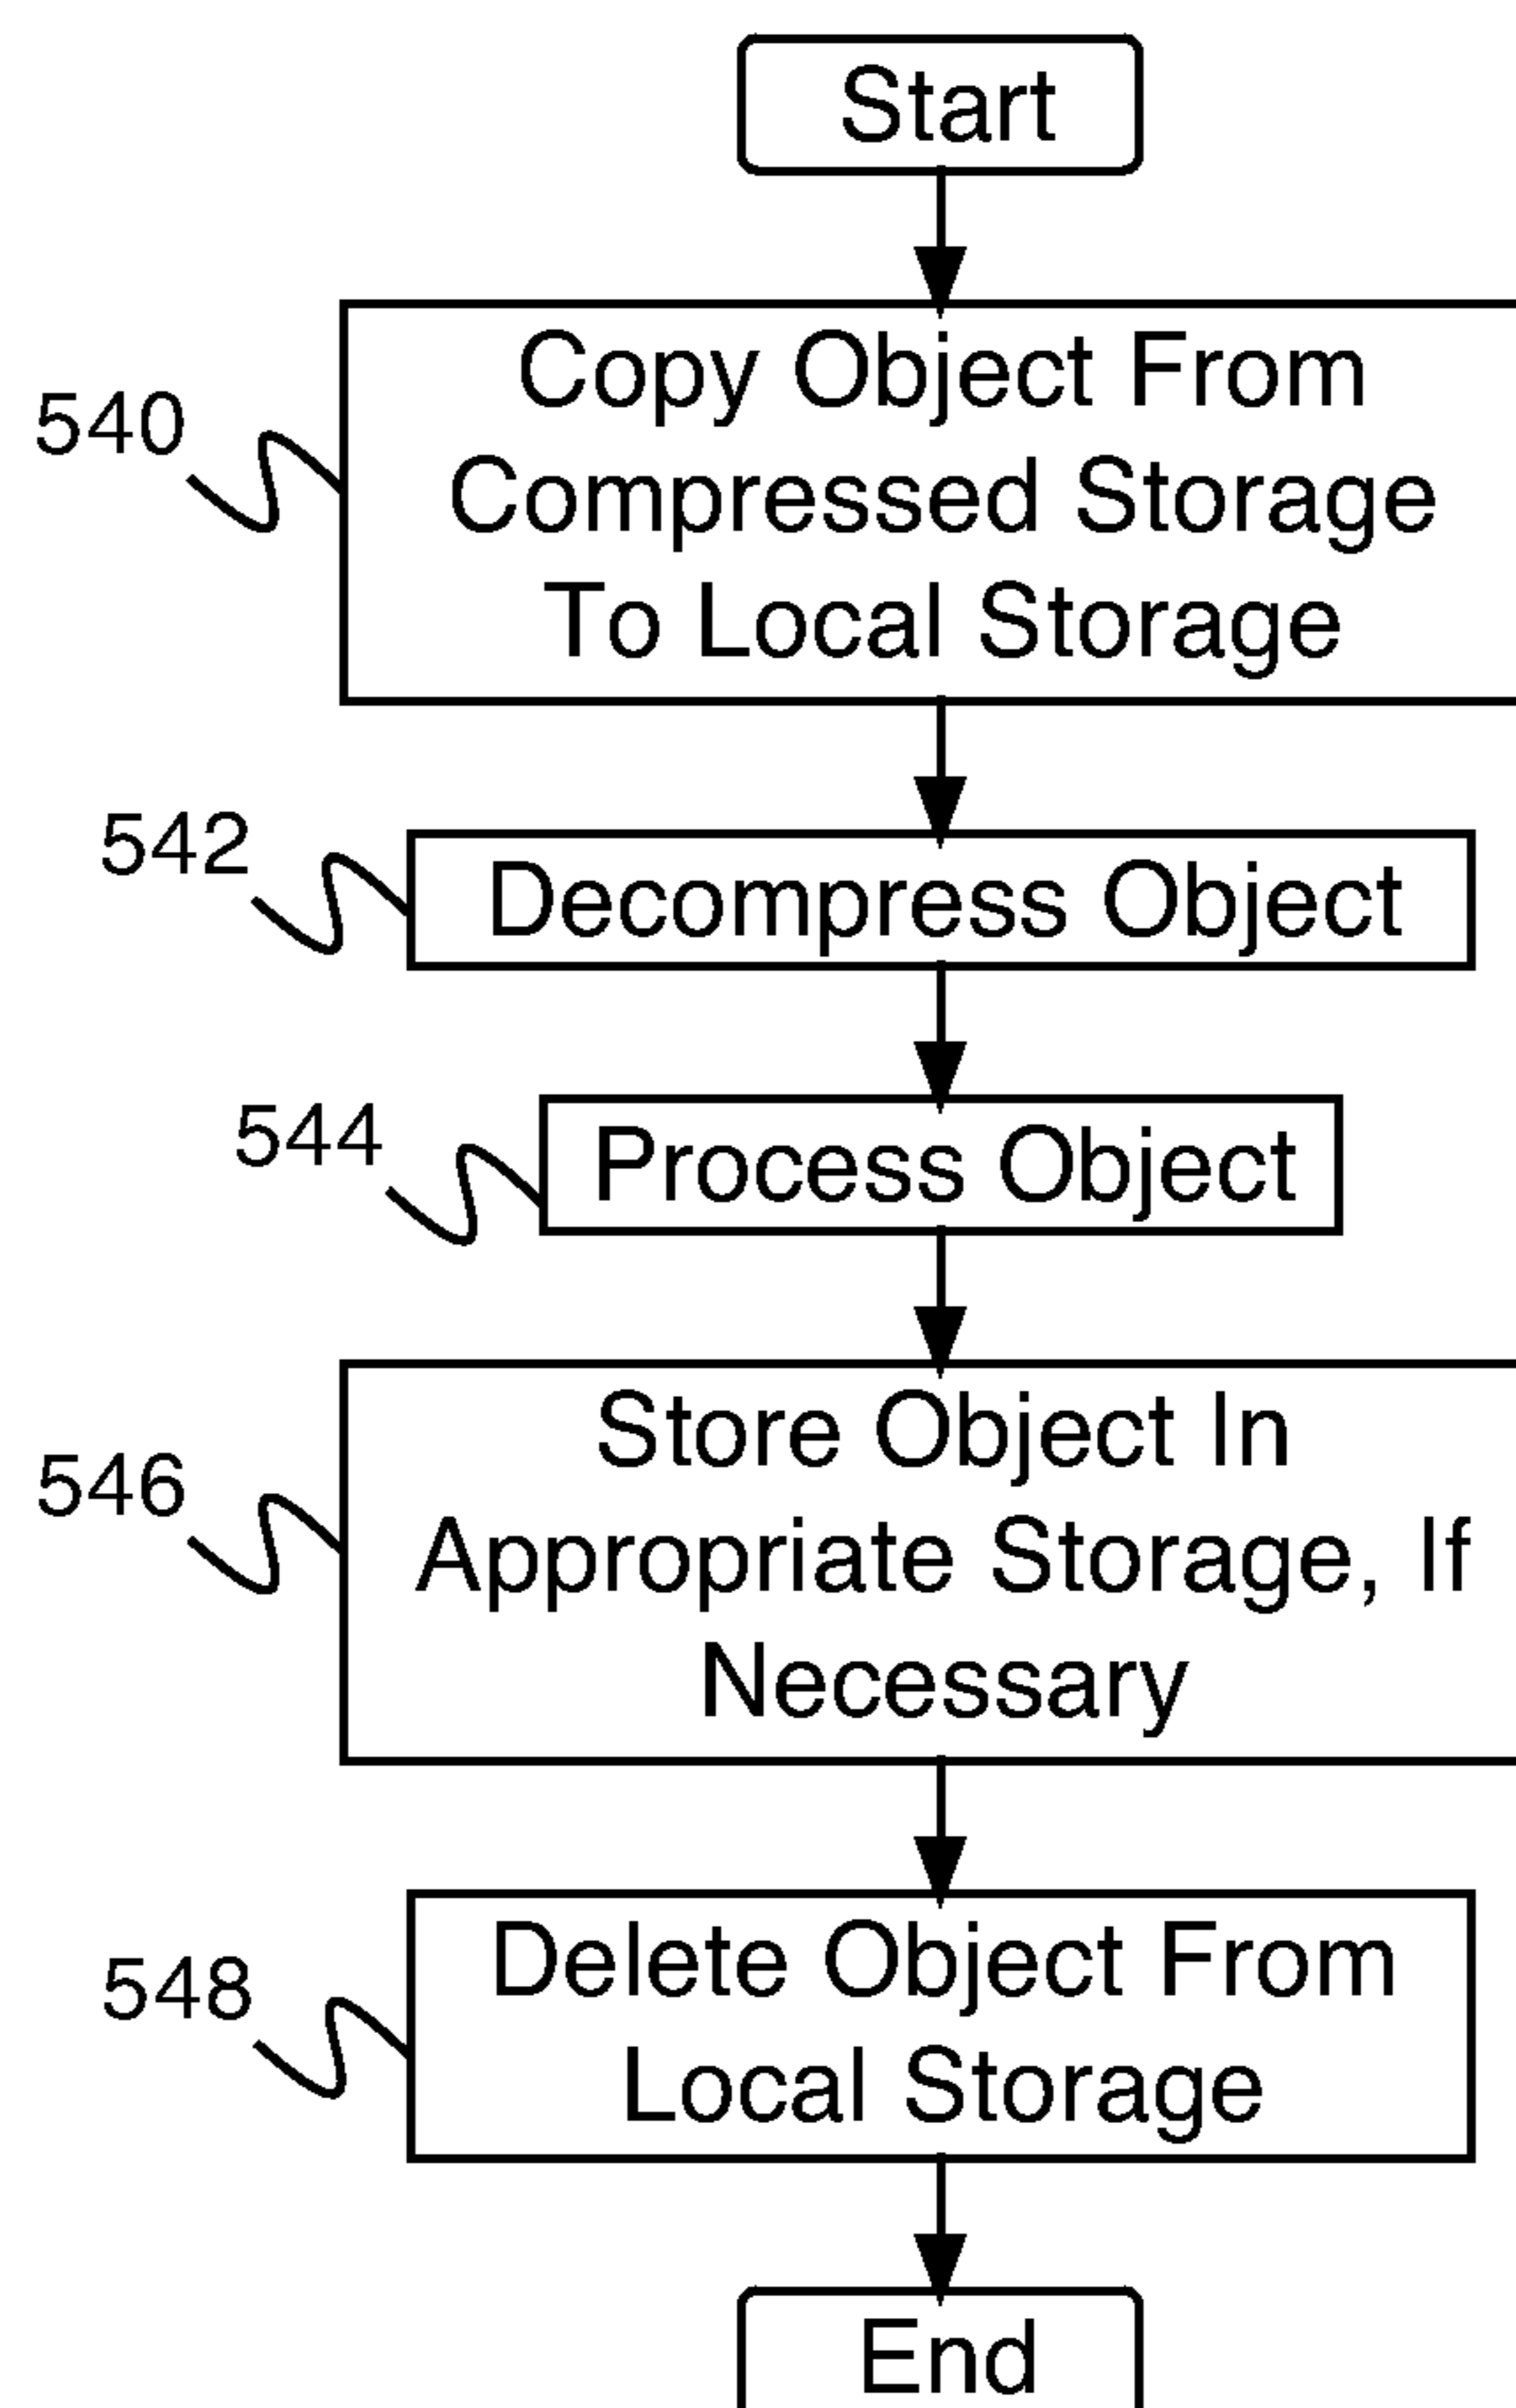 Start
540
Copy Object From
Compressed Storage
To Local Storage
542
Decompress Object
544
Process Object
546
Store Object In
Appropriate Storage, If
Necessary
548
Delete Object From
Local Storage
End